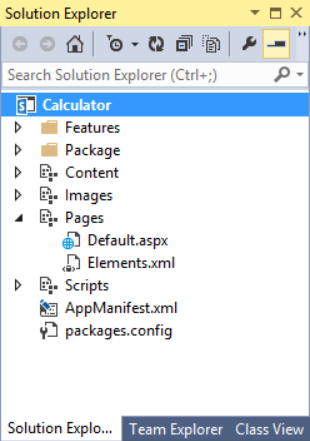 Solution Explorer
Search Solution Explorer (Ctrl+;)
Calculator
Features
Package
Content
Images
Pages
Default.aspx
Elements.xml
Scripts
AppManifest.xml
packages.config
Solution Explo... Team Explorer Class View